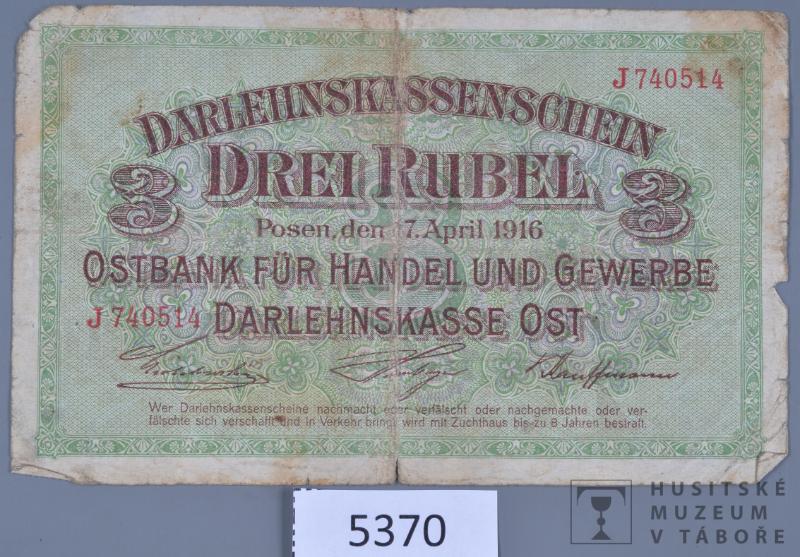 J 740514
DARLEHNSKASSENSCHEIN
3 DREI RUBEL 3
Posen, den 17. April 1916
OSTBANK FÜR HANDEL UND GEWERBE
J 740514 DARLEHNSKASSE OST
Kauffmann
Wer Darlehnskassenscheine nachmacht oder verfälscht oder nachgemachte oder ver-
fälschte sich verschafft und in Verkehr bringt, wird mit Zuchthaus bis zu 8 Jahren bestraft.
5370
HUSITSKÉ
MUZEUM
V TÁBOŘE